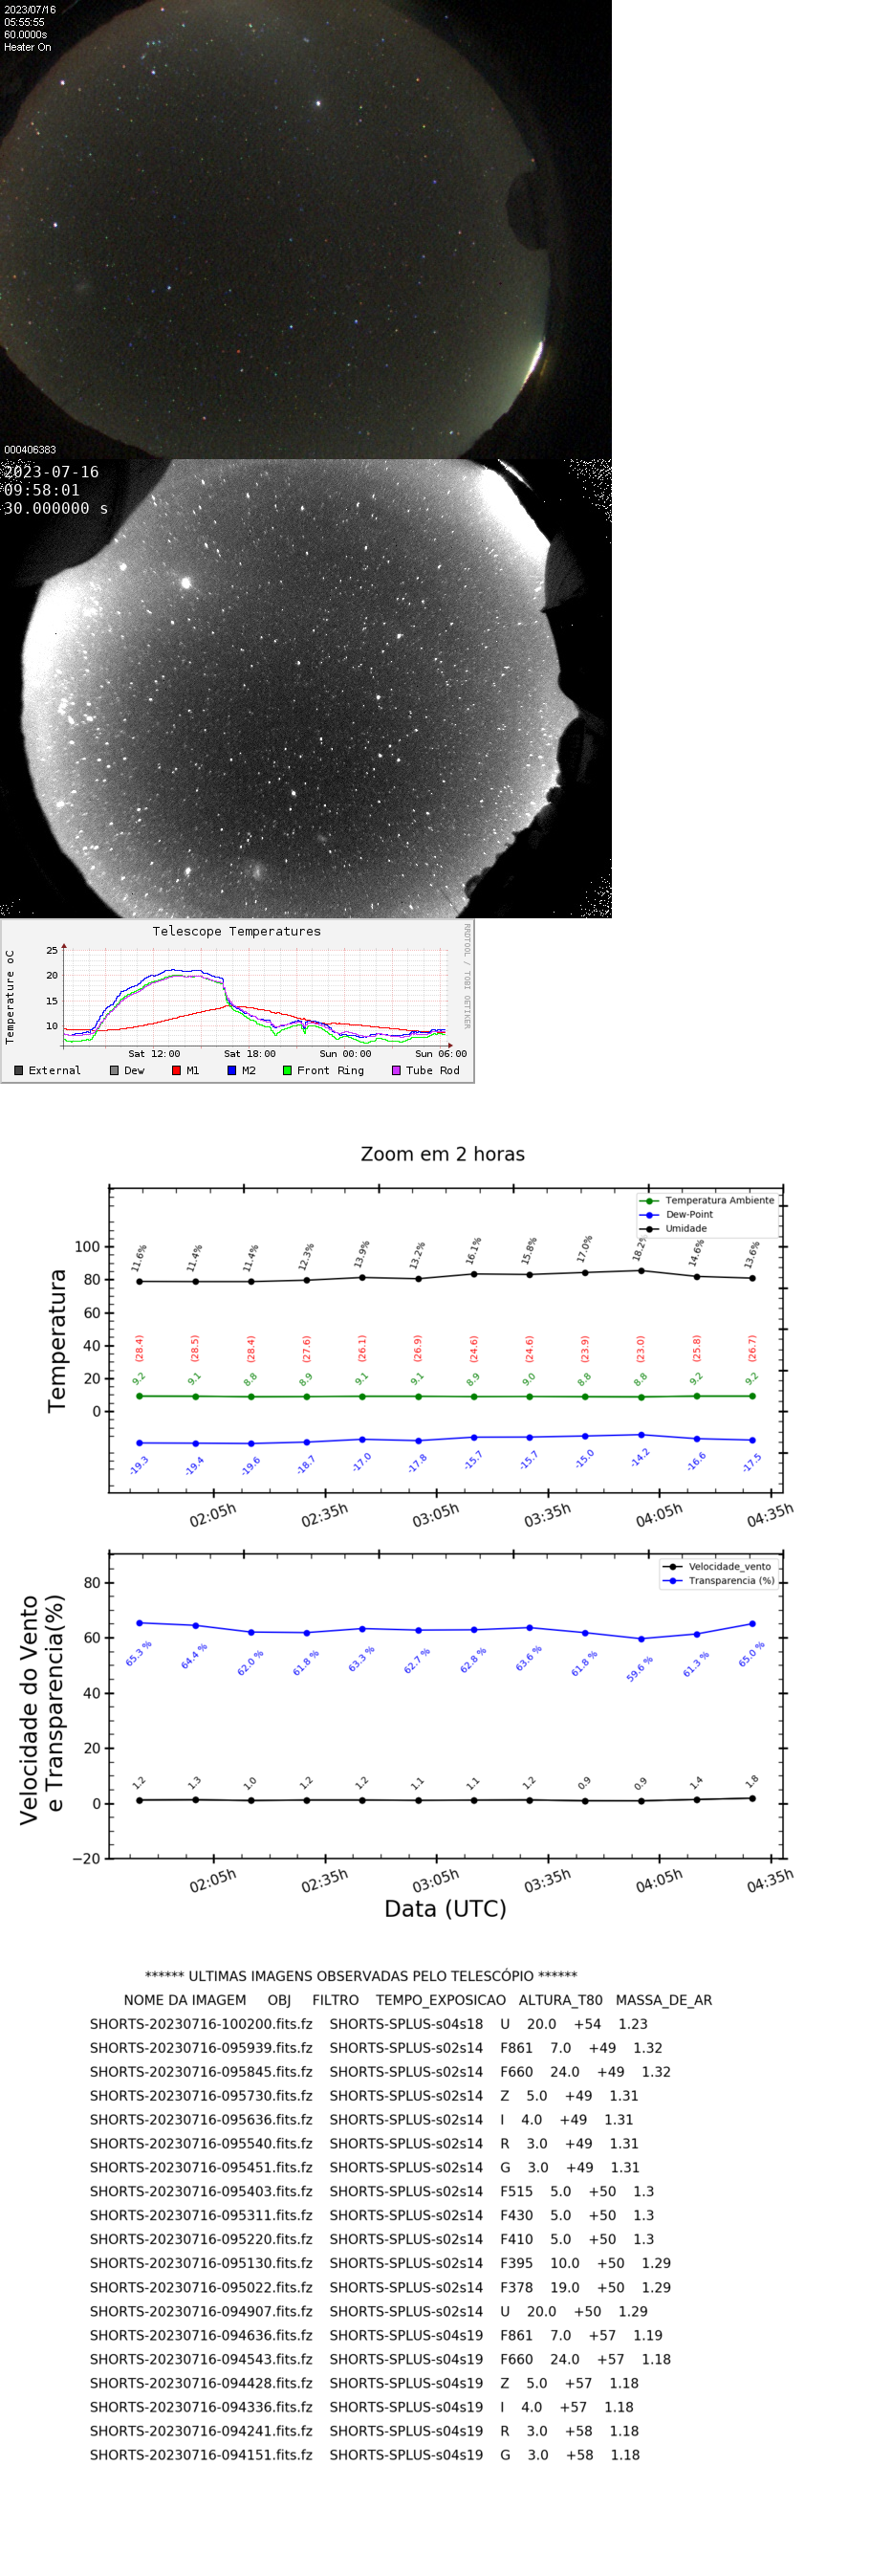 2023/07/16
05:55:55
60.0000s
Heater On
000406383
2023-07-16
09:58:01
30.000000 s
Telescope Temperatures
RRDTOOL / TOBI OETIKER
Temperature oC
25
20
15
10
Sat 12:00 Sat 18:00 Sun 00:00 Sun 06:00
External Dew M1 M2 Front Ring Tube Rod
Zoom em 2 horas
Temperatura Ambiente
Dew-Point
Umidade
Temperatura
100
80
60
40
20
0
11.6% 11.4% 11.4% 12.3% 13.9% 13.2% 16.1% 15.8% 17.0% 18.2% 14.6% 13.6%
(28.4) (28.5) (28.4) (27.6) (26.1) (26.9) (24.6) (24.6) (23.9) (23.0) (25.8) (26.7)
9.2 9.1 8.8 8.9 9.1 9.1 8.9 9.0 8.8 8.8 9.2 9.2
-19.3 -19.4 -19.6 -18.7 -17.0 -17.8 -15.7 -15.7 -15.0 -14.2 -16.6 -17.5
02:05h 02:35h 03:05h 03:35h 04:05h 04:35h
Velocidade_vento
Transparencia (%)
Velocidade do Vento
e Transparencia(%)
80
60
40
20
0
−20
65.3 % 64.4 % 62.0 % 61.8 % 63.3 % 62.7 % 62.8 % 63.6 % 61.8 % 59.6 % 61.3 % 65.0 %
1.2 1.3 1.0 1.2 1.2 1.1 1.1 1.2 0.9 0.9 1.4 1.8
02:05h 02:35h 03:05h 03:35h 04:05h 04:35h
Data (UTC)
****** ULTIMAS IMAGENS OBSERVADAS PELO TELESCÓPIO ******
NOME DA IMAGEM OBJ FILTRO TEMPO_EXPOSICAO ALTURA_T80 MASSA_DE_AR
SHORTS-20230716-100200.fits.fz SHORTS-SPLUS-s04s18 U 20.0 +54 1.23
SHORTS-20230716-095939.fits.fz SHORTS-SPLUS-s02s14 F861 7.0 +49 1.32
SHORTS-20230716-095845.fits.fz SHORTS-SPLUS-s02s14 F660 24.0 +49 1.32
SHORTS-20230716-095730.fits.fz SHORTS-SPLUS-s02s14 Z 5.0 +49 1.31
SHORTS-20230716-095636.fits.fz SHORTS-SPLUS-s02s14 I 4.0 +49 1.31
SHORTS-20230716-095540.fits.fz SHORTS-SPLUS-s02s14 R 3.0 +49 1.31
SHORTS-20230716-095451.fits.fz SHORTS-SPLUS-s02s14 G 3.0 +49 1.31
SHORTS-20230716-095403.fits.fz SHORTS-SPLUS-s02s14 F515 5.0 +50 1.3
SHORTS-20230716-095311.fits.fz SHORTS-SPLUS-s02s14 F430 5.0 +50 1.3
SHORTS-20230716-095220.fits.fz SHORTS-SPLUS-s02s14 F410 5.0 +50 1.3
SHORTS-20230716-095130.fits.fz SHORTS-SPLUS-s02s14 F395 10.0 +50 1.29
SHORTS-20230716-095022.fits.fz SHORTS-SPLUS-s02s14 F378 19.0 +50 1.29
SHORTS-20230716-094907.fits.fz SHORTS-SPLUS-s02s14 U 20.0 +50 1.29
SHORTS-20230716-094636.fits.fz SHORTS-SPLUS-s04s19 F861 7.0 +57 1.19
SHORTS-20230716-094543.fits.fz SHORTS-SPLUS-s04s19 F660 24.0 +57 1.18
SHORTS-20230716-094428.fits.fz SHORTS-SPLUS-s04s19 Z 5.0 +57 1.18
SHORTS-20230716-094336.fits.fz SHORTS-SPLUS-s04s19 I 4.0 +57 1.18
SHORTS-20230716-094241.fits.fz SHORTS-SPLUS-s04s19 R 3.0 +58 1.18
SHORTS-20230716-094151.fits.fz SHORTS-SPLUS-s04s19 G 3.0 +58 1.18